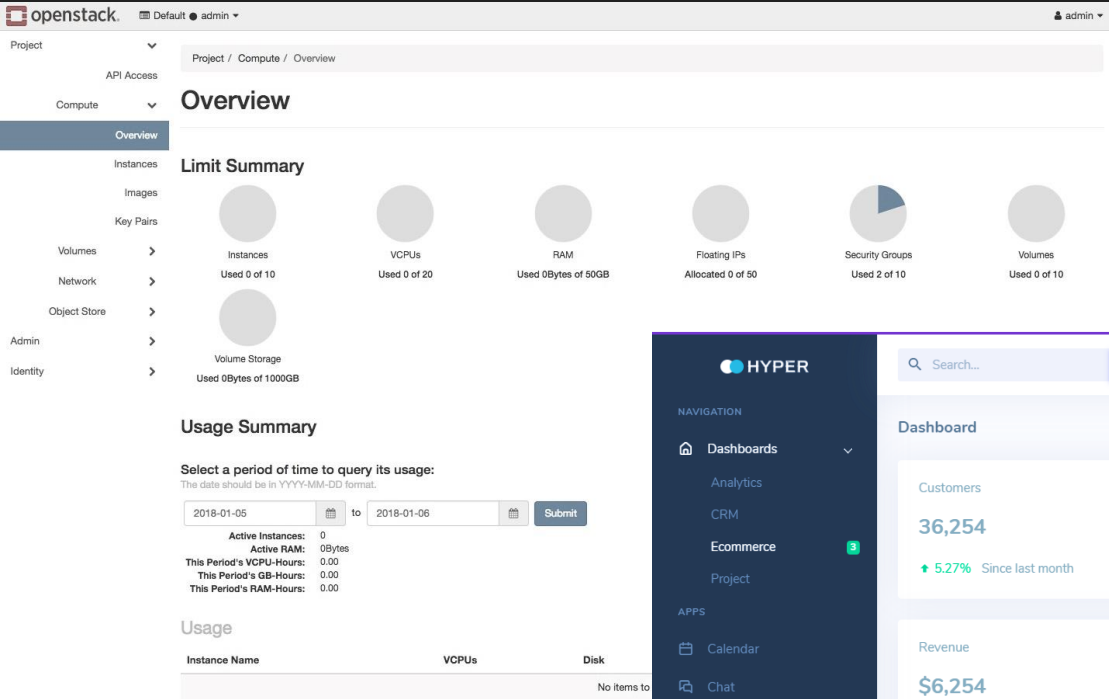 openstack. Default admin admin
Project
API Access
Compute
Overview
Instances
Images
Key Pairs
Volumes
Network
Object Store
Admin
Identity
Project / Compute / Overview
Overview
Limit Summary
Instances
Used 0 of 10
VCPUs
Used 0 of 20
RAM
Used 0Bytes of 50GB
Floating IPs
Allocated 0 of 50
Security Groups
Used 2 of 10
Volumes
Used 0 of 10
Volume Storage
Used 0Bytes of 1000GB
Usage Summary
Select a period of time to query its usage:
The date should be in YYYY-MM-DD format.
2018-01-05 to 2018-01-06 Submit
Active Instances: 0
Active RAM: 0Bytes
This Period's VCPU-Hours: 0.00
This Period's GB-Hours: 0.00
This Period's RAM-Hours: 0.00
Usage
Instance Name VCPUs Disk
No items to
HYPER
NAVIGATION
Dashboards
Analytics
CRM
Ecommerce 3
Project
APPS
Calendar
Chat
Search...
Dashboard
Customers
36,254
5.27% Since last month
Revenue
$6,254